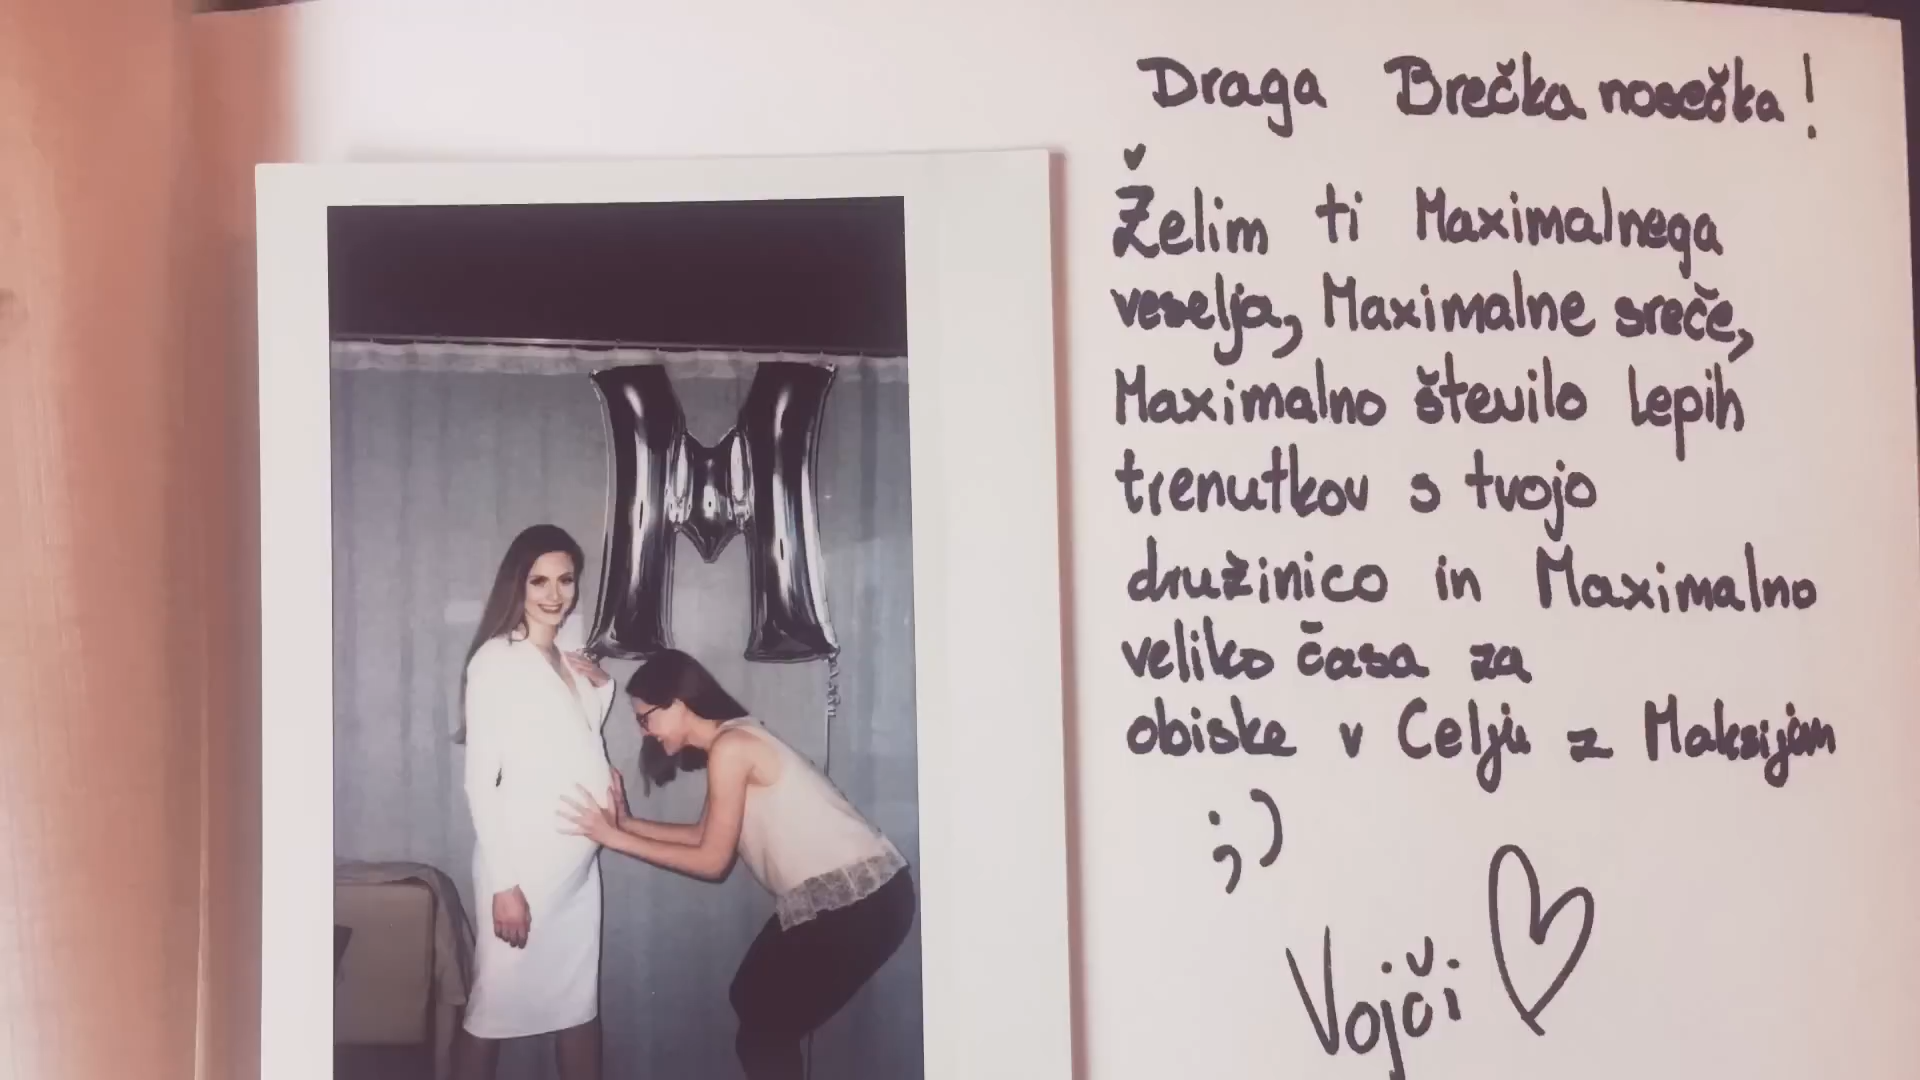 Draga Brečka nosečka!
Želim ti Maximalnega
veselja, Maximalne sreče,
Maximalno število lepih
trenutkov s tvojo
družinico in Maximalno
veliko časa za
obiske v Celju z Maksijem
;)
Vojči ♡
M